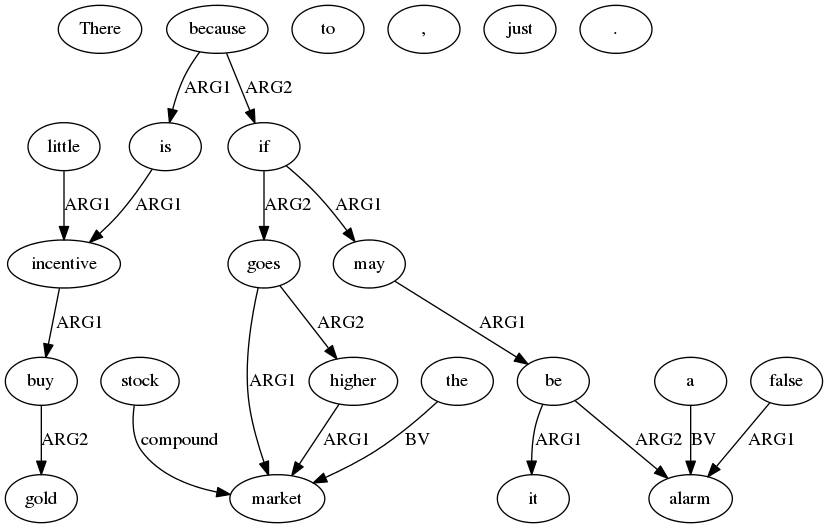 There because to , just .
ARG1 ARG2
little is if
ARG1 ARG1 ARG2 ARG1
incentive goes may
ARG1 ARG2 ARG1
buy stock ARG1 higher the be a false
ARG2 compound ARG1 BV ARG1 ARG2 BV ARG1
gold market it alarm